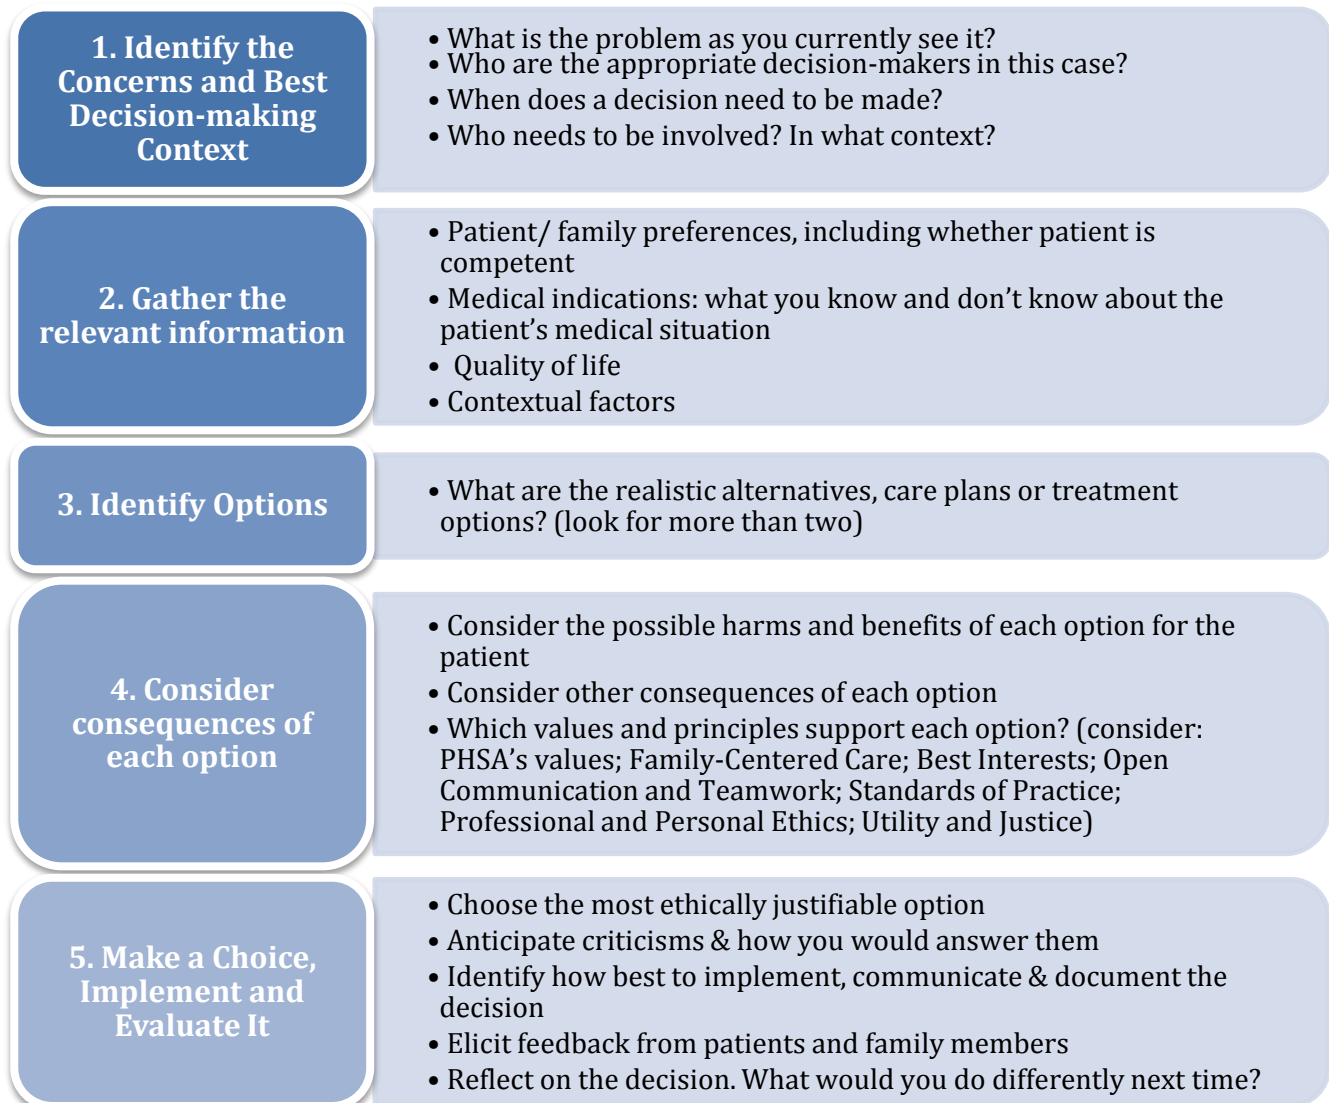 1. Identify the
Concerns and Best
Decision-making
Context
• What is the problem as you currently see it?
• Who are the appropriate decision-makers in this case?
• When does a decision need to be made?
• Who needs to be involved? In what context?
2. Gather the
relevant information
• Patient/ family preferences, including whether patient is
competent
• Medical indications: what you know and don’t know about the
patient’s medical situation
• Quality of life
• Contextual factors
3. Identify Options
• What are the realistic alternatives, care plans or treatment
options? (look for more than two)
4. Consider
consequences of
each option
• Consider the possible harms and benefits of each option for the
patient
• Consider other consequences of each option
• Which values and principles support each option? (consider:
PHSA’s values; Family-Centered Care; Best Interests; Open
Communication and Teamwork; Standards of Practice;
Professional and Personal Ethics; Utility and Justice)
5. Make a Choice,
Implement and
Evaluate It
• Choose the most ethically justifiable option
• Anticipate criticisms & how you would answer them
• Identify how best to implement, communicate & document the
decision
• Elicit feedback from patients and family members
• Reflect on the decision. What would you do differently next time?